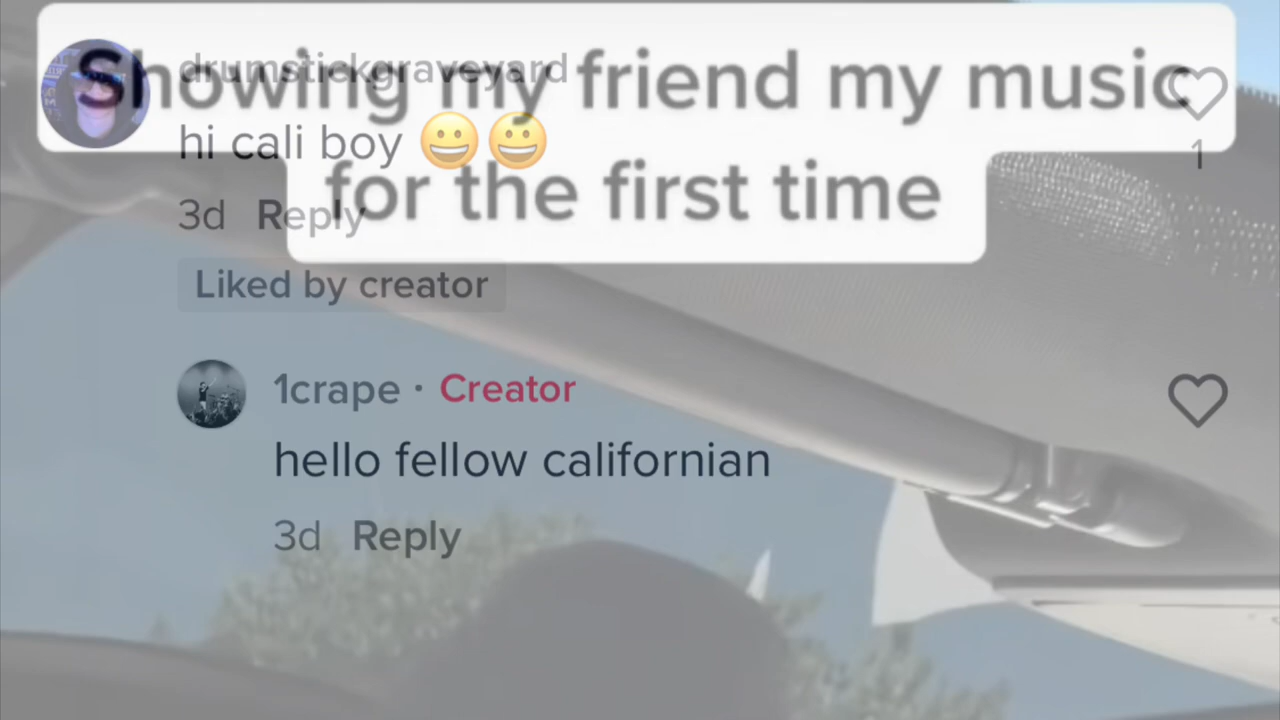 Showing my friend my music
for the first time
drumstickgraveyard
hi cali boy 😀😀
1
3d Reply
Liked by creator
1crape · Creator
hello fellow californian
3d Reply